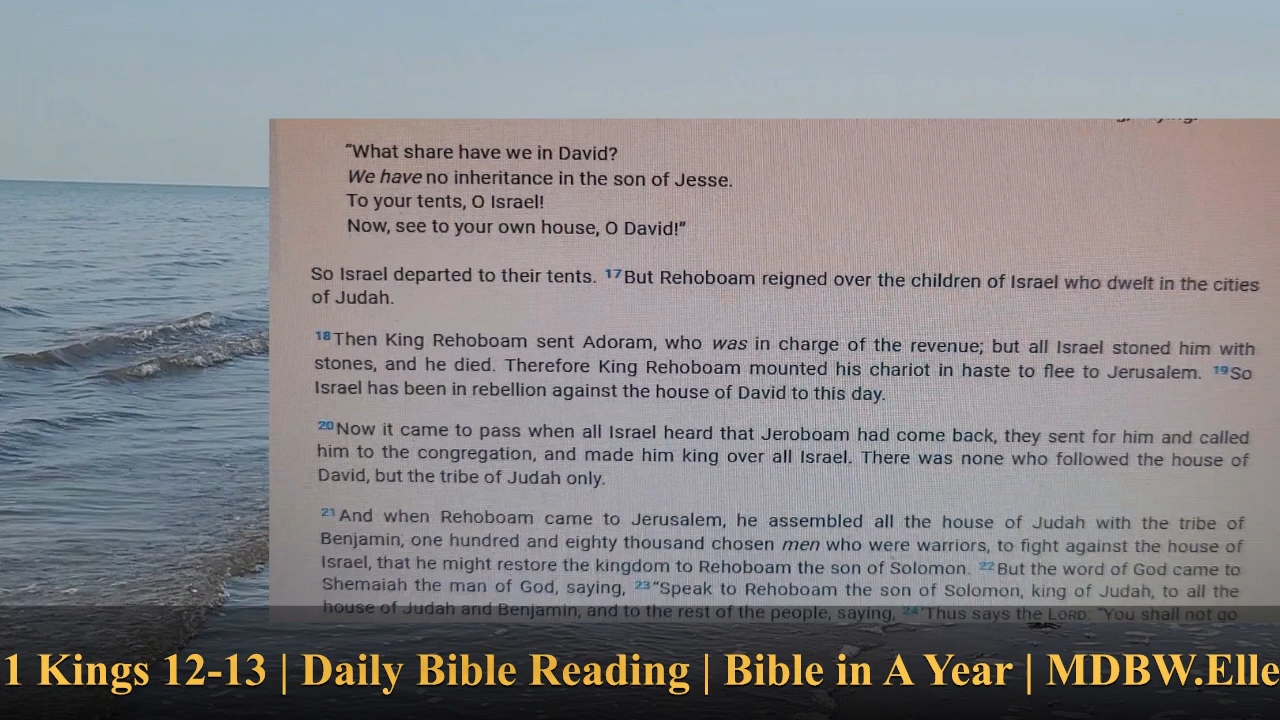 “What share have we in David?
We have no inheritance in the son of Jesse.
To your tents, O Israel!
Now, see to your own house, O David!”
So Israel departed to their tents. 17But Rehoboam reigned over the children of Israel who dwelt in the cities
of Judah.
18Then King Rehoboam sent Adoram, who was in charge of the revenue; but all Israel stoned him with
stones, and he died. Therefore King Rehoboam mounted his chariot in haste to flee to Jerusalem. 19So
Israel has been in rebellion against the house of David to this day.
20Now it came to pass when all Israel heard that Jeroboam had come back, they sent for him and called
him to the congregation, and made him king over all Israel. There was none who followed the house of
David, but the tribe of Judah only.
21And when Rehoboam came to Jerusalem, he assembled all the house of Judah with the tribe of
Benjamin, one hundred and eighty thousand chosen men who were warriors, to fight against the house of
Israel, that he might restore the kingdom to Rehoboam the son of Solomon. 22But the word of God came to
Shemaiah the man of God, saying, 23“Speak to Rehoboam the son of Solomon, king of Judah, to all the
house of Judah and Benjamin, and to the rest of the people, saying, 24‘Thus says the LORD: “You shall not go
1 Kings 12-13 | Daily Bible Reading | Bible in A Year | MDBW.Elle